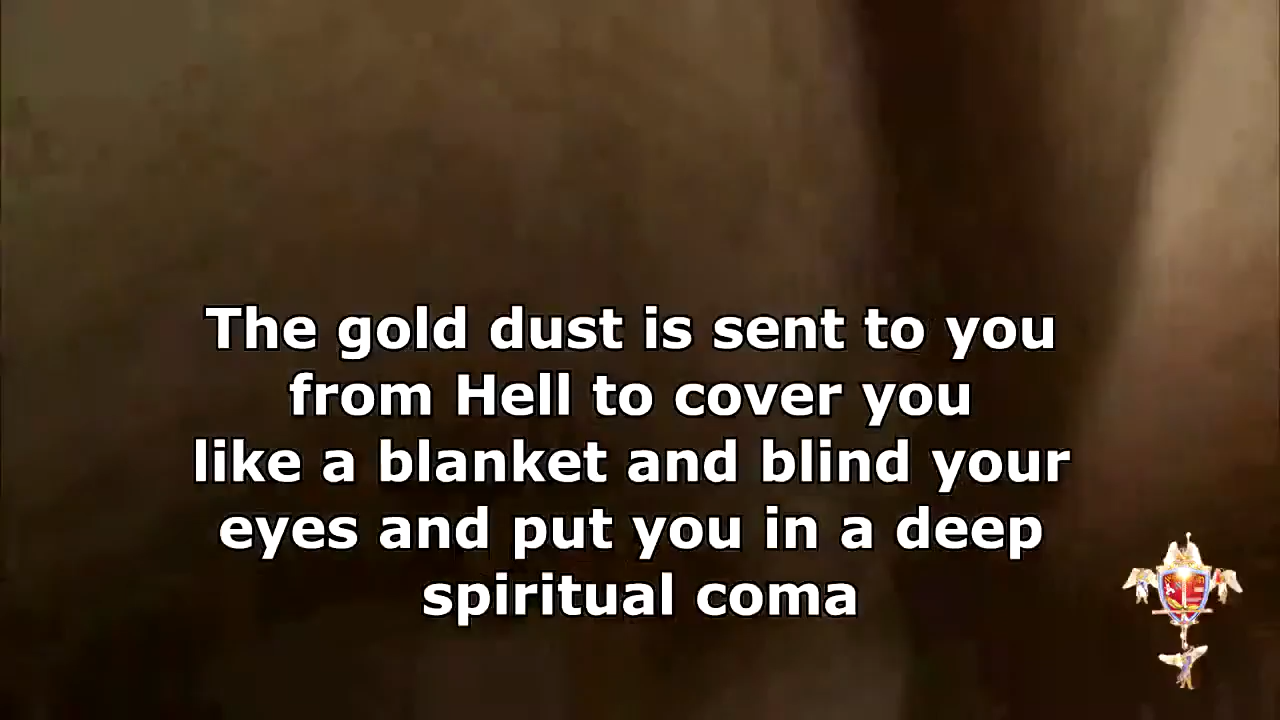 The gold dust is sent to you
from Hell to cover you
like a blanket and blind your
eyes and put you in a deep
spiritual coma